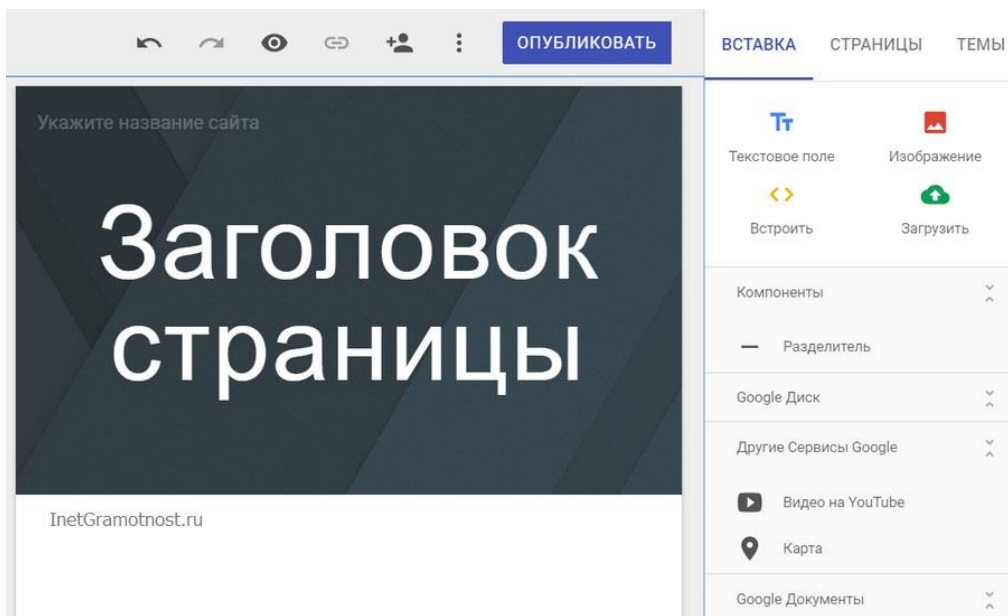 ОПУБЛИКОВАТЬ
ВСТАВКА СТРАНИЦЫ ТЕМЫ
Укажите название сайта
Заголовок
страницы
InetGramotnost.ru
Тт
Текстовое поле Изображение
Встроить Загрузить
Компоненты
Разделитель
Google Диск
Другие Сервисы Google
Видео на YouTube
Карта
Google Документы